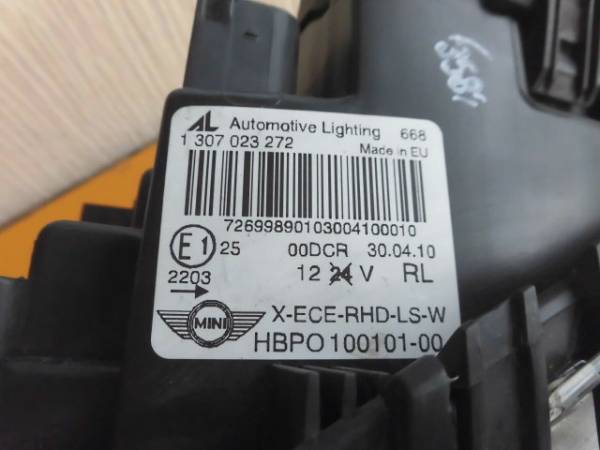 AL Automotive Lighting 668
1 307 023 272 Made in EU
72699890103004100010
E1 25 00DCR 30.04.10
2203 12 24 V RL
MINI X-ECE-RHD-LS-W
HBPO 100101-00